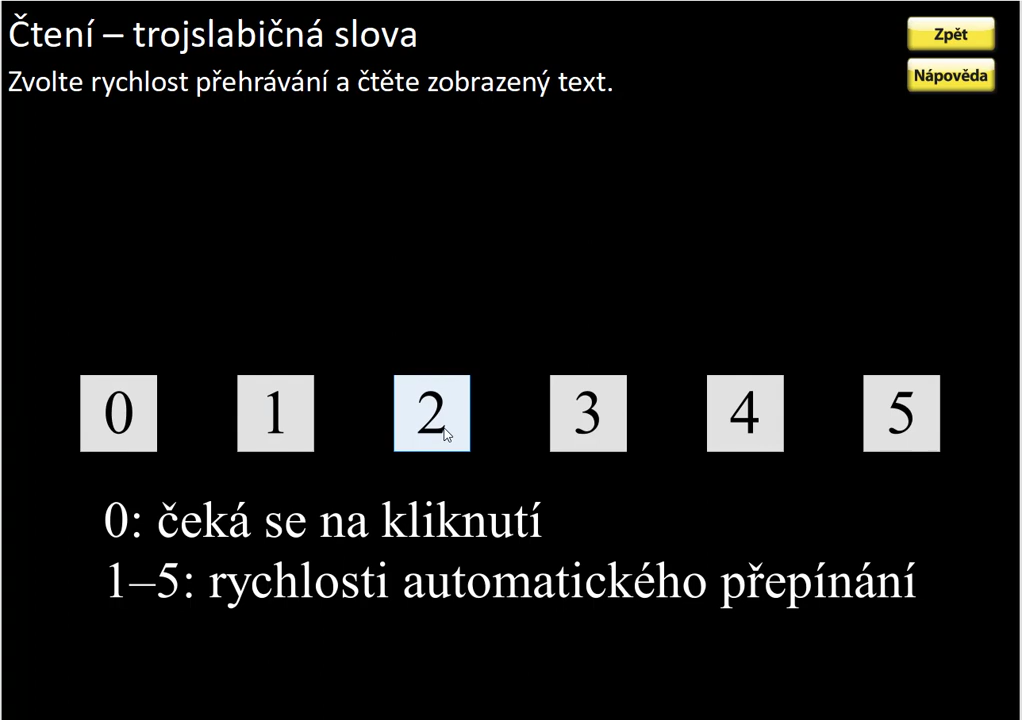 Čtení – trojslabičná slova
Zpět
Zvolte rychlost přehrávání a čtěte zobrazený text.
Nápověda
0 1 2 3 4 5
0: čeká se na kliknutí
1–5: rychlosti automatického přepínání